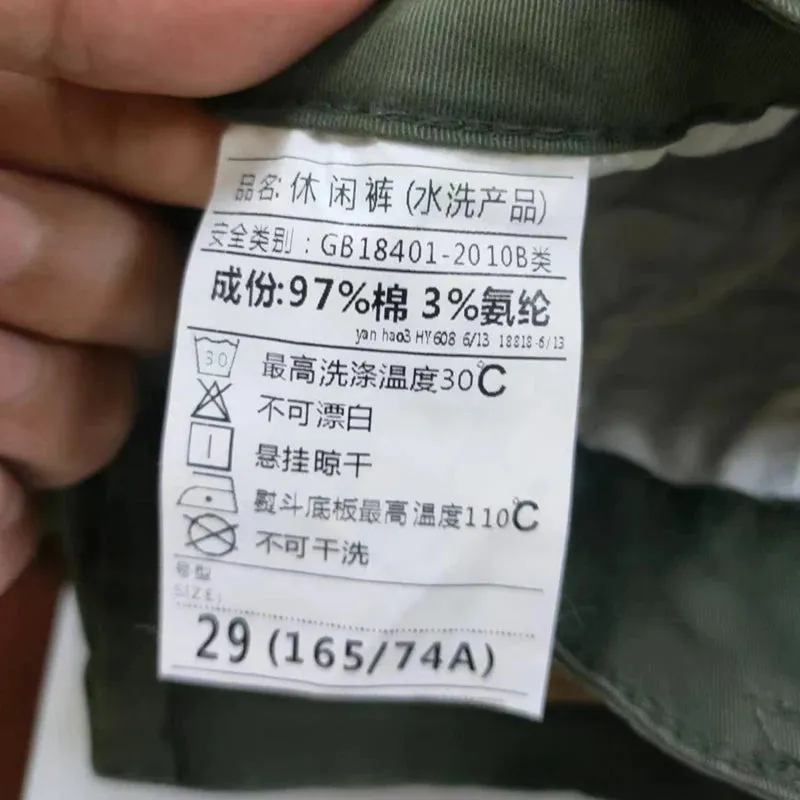 品名: 休闲裤 (水洗产品)
安全类别: GB18401-2010B类
成份:97%棉 3%氨纶
yan hao3 HY608 6/13 18818-6/13
30 最高洗涤温度30℃
不可漂白
悬挂晾干
熨斗底板最高温度110℃
不可干洗
号型
SIZE:
29 (165/74A)